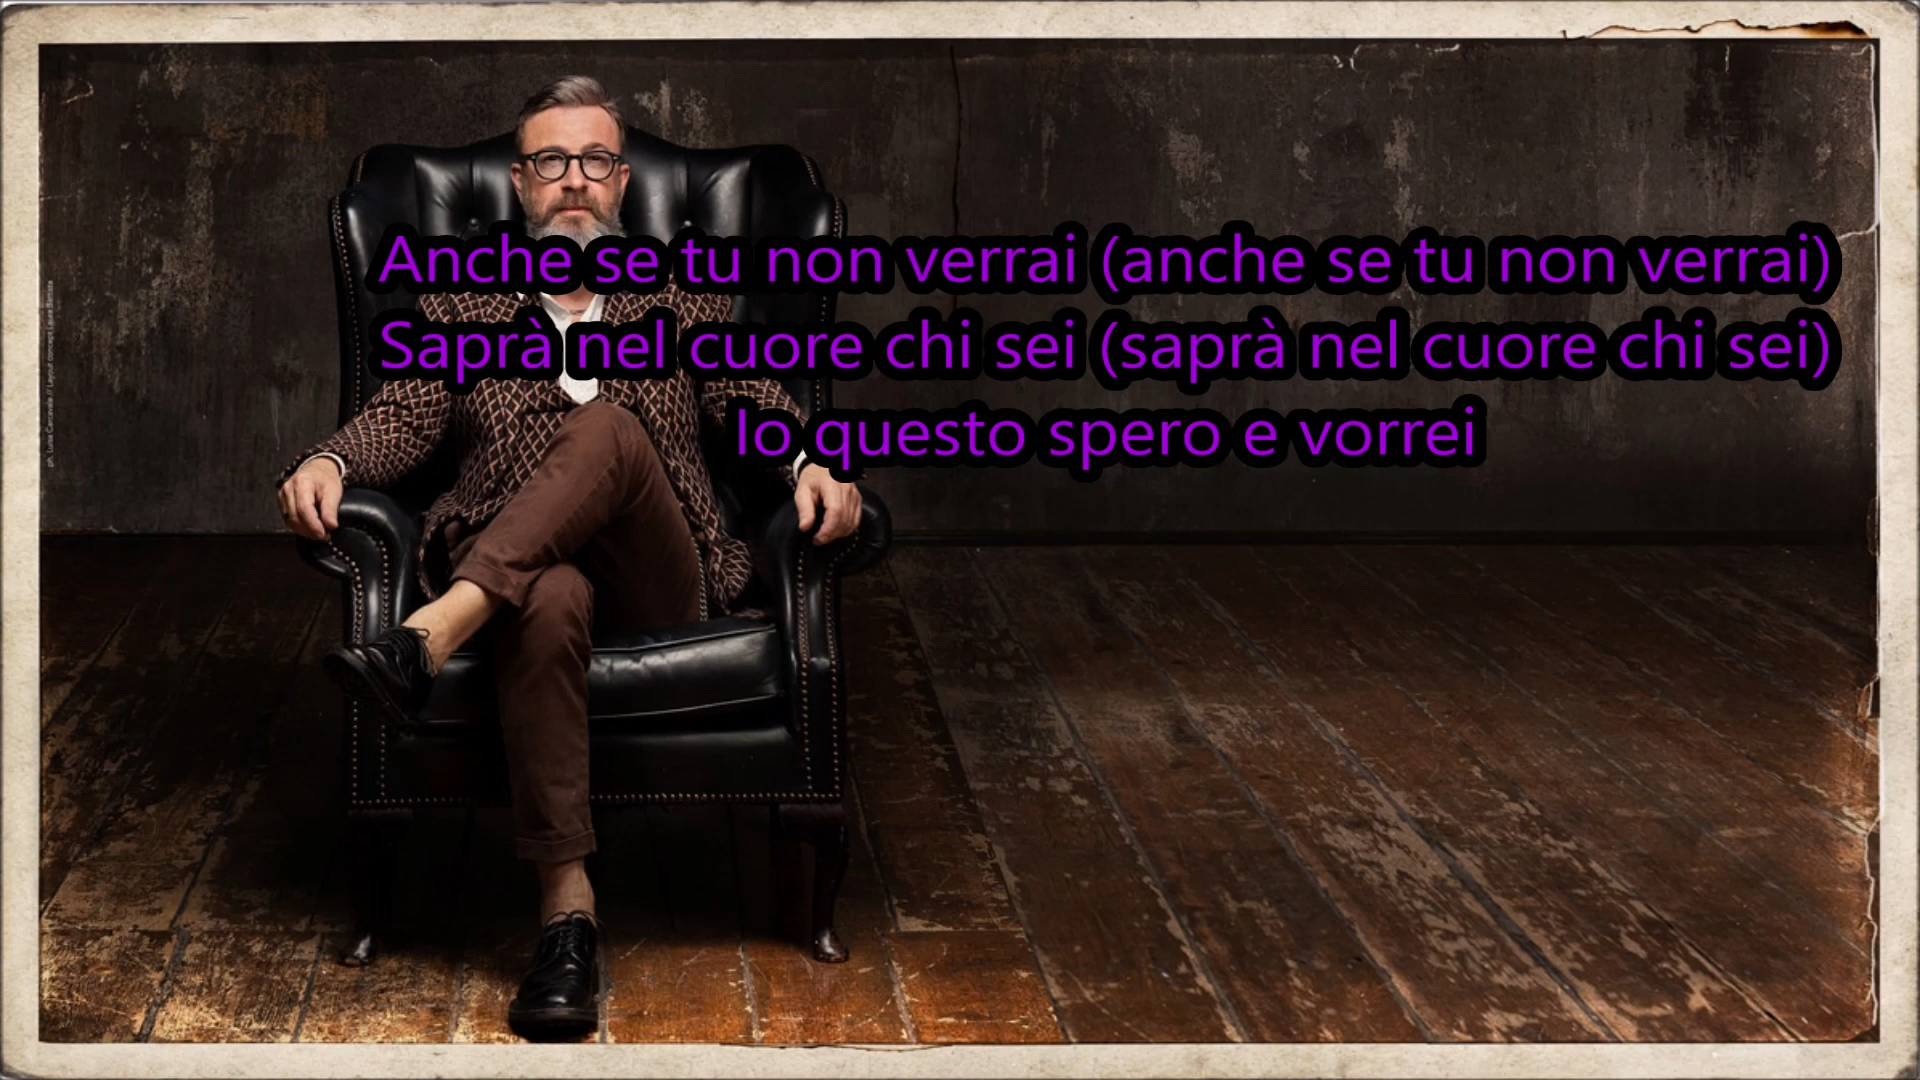 Anche se tu non verrai (anche se tu non verrai)
Saprà nel cuore chi sei (saprà nel cuore chi sei)
Io questo spero e vorrei